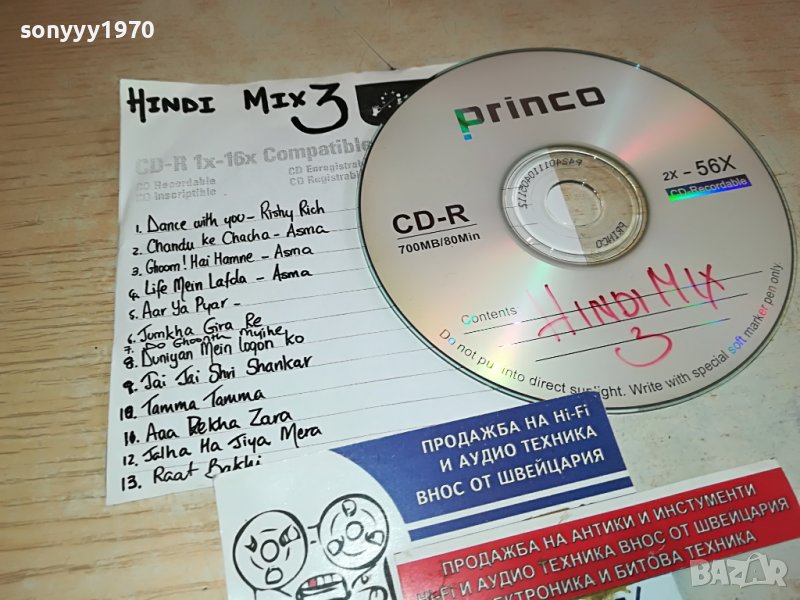 sonyyy1970
HINDI MIX 3
CD-R 1x-16x Compatible
CD Recordable
CD Enregistrable
CD Inscriptible
CD Registrable
1. Dance with you - Rishy Rich
2. Chandu ke Chacha - Asma
3. Ghoom! Hai Hamne - Asma
4. Life Mein Lafda - Asma
5. Aar Ya Pyar -
6. Jumkha Gira Re
7. Do Ghoonth mujhe
8. Duniyan Mein logon ko
9. Jai Jai Shri Shankar
10. Tamma Tamma
11. Aaa Dekha Zara
12. Jalha Ha Jiya Mera
13. Raat Bakhi
princo
2X - 56X
CD-Recordable
CD-R
700MB/80Min
PRINCO
Contents
HINDI MIX
3
Do not put into direct sunlight. Write with special soft marker pen only.
ПРОДАЖБА НА Hi-Fi
И АУДИО ТЕХНИКА
ВНОС ОТ ШВЕЙЦАРИЯ
ПРОДАЖБА НА АНТИКИ И ИНСТУМЕНТИ
Hi-Fi И АУДИО ТЕХНИКА ВНОС ОТ ШВЕЙЦАРИЯ
ЕЛЕКТРОНИКА И БИТОВА ТЕХНИКА
BAZAR